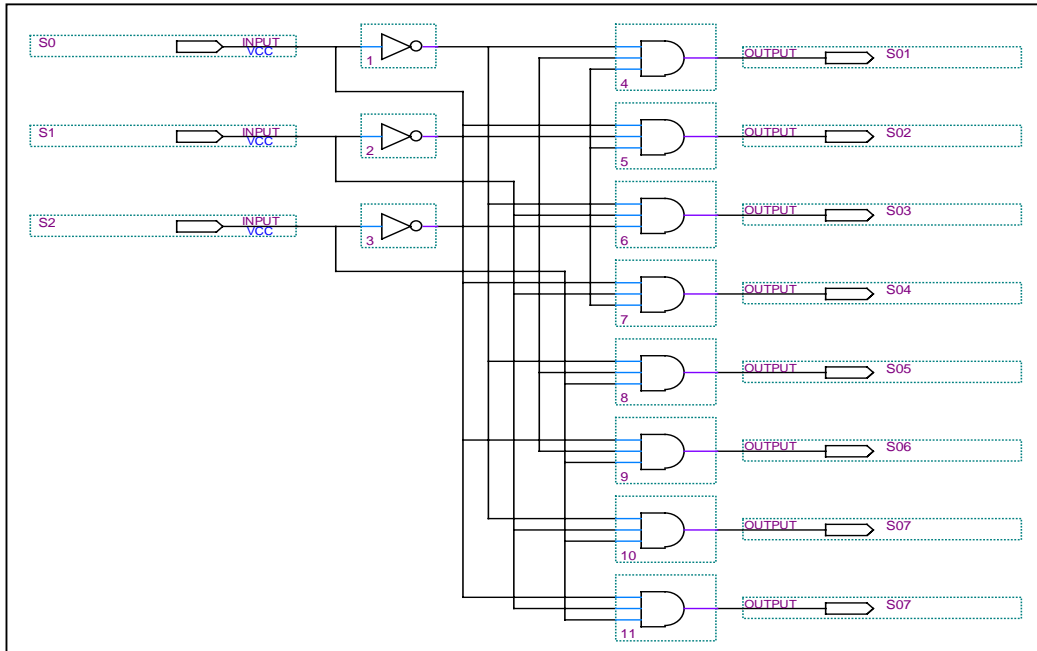 S0 INPUT VCC 1 4 OUTPUT S01
S1 INPUT VCC 2 5 OUTPUT S02
S2 INPUT VCC 3 6 OUTPUT S03
7 OUTPUT S04
8 OUTPUT S05
9 OUTPUT S06
10 OUTPUT S07
11 OUTPUT S07